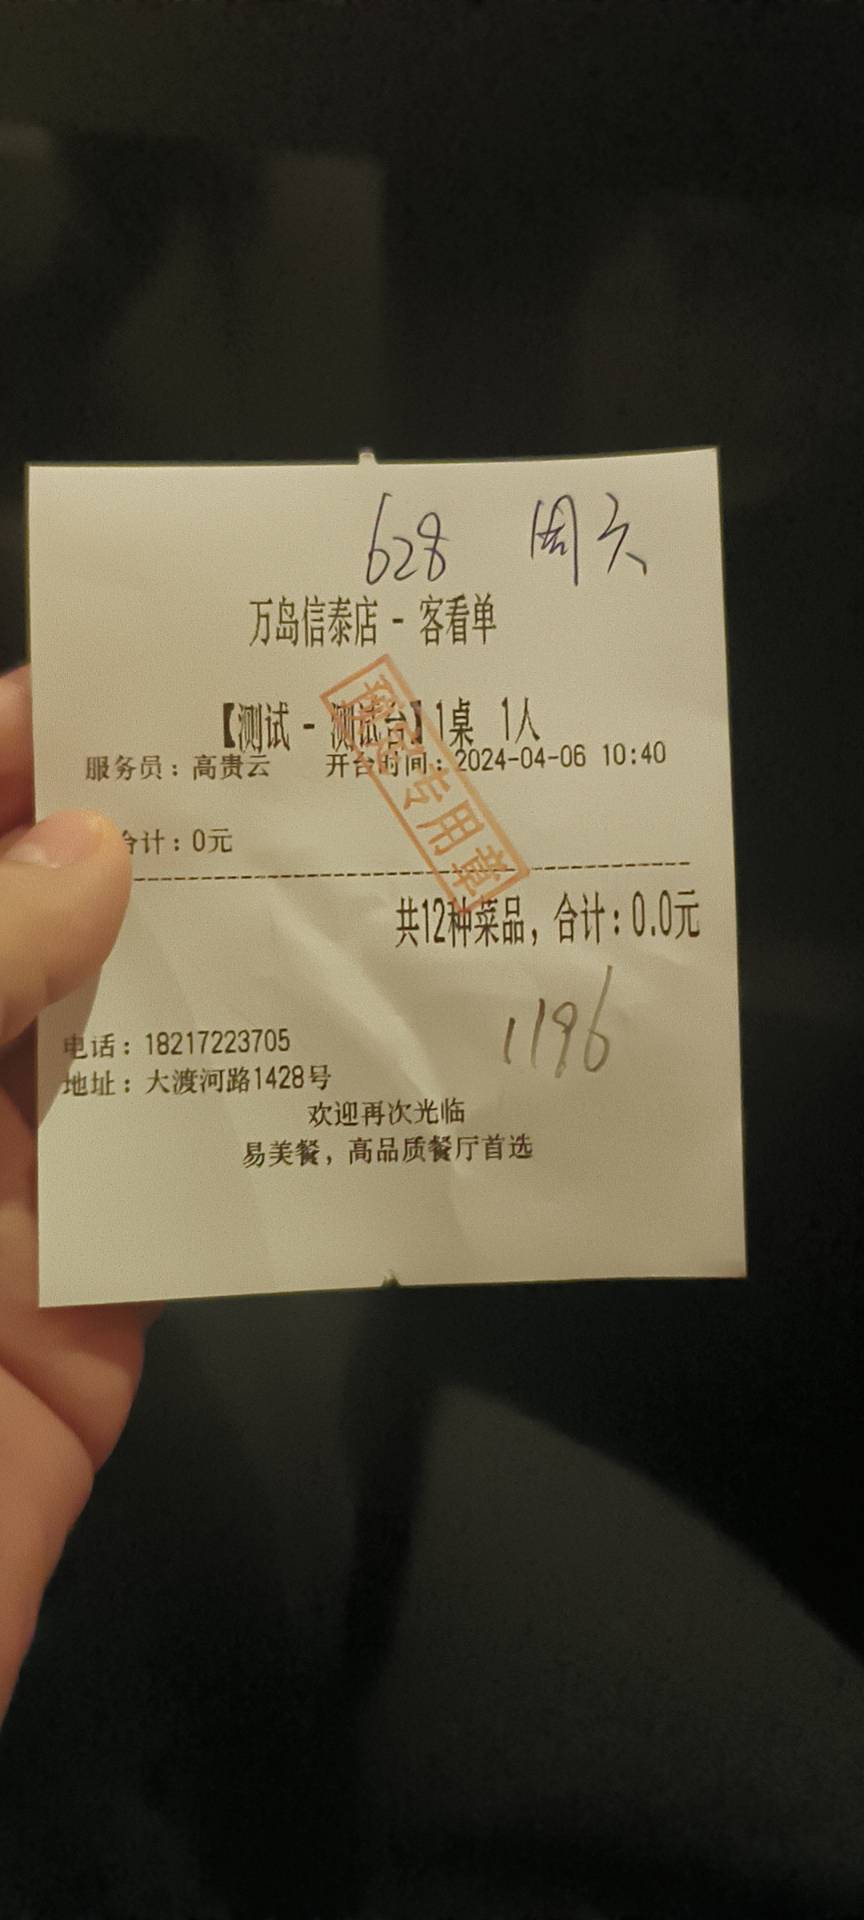 628 周六
万岛信泰店 - 客看单
【测试 - 测试台】1桌 1人
服务员：高贵云 开台时间：2024-04-06 10:40
合计：0元
共12种菜品，合计：0.0元
1196
电话：18217223705
地址：大渡河路1428号
欢迎再次光临
易美餐，高品质餐厅首选
专用章